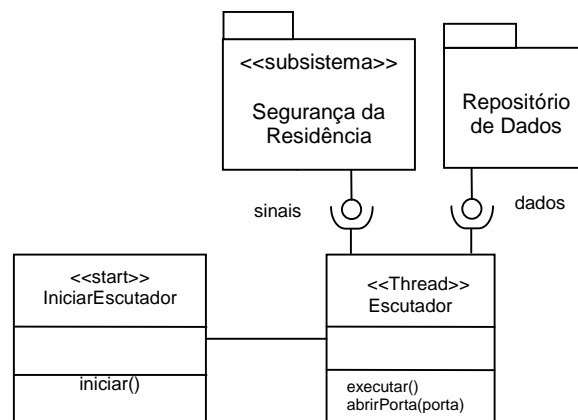 <<subsistema>>
Segurança da
Residência
Repositório
de Dados
sinais
dados
<<start>>
IniciarEscutador
iniciar()
<<Thread>>
Escutador
executar()
abrirPorta(porta)